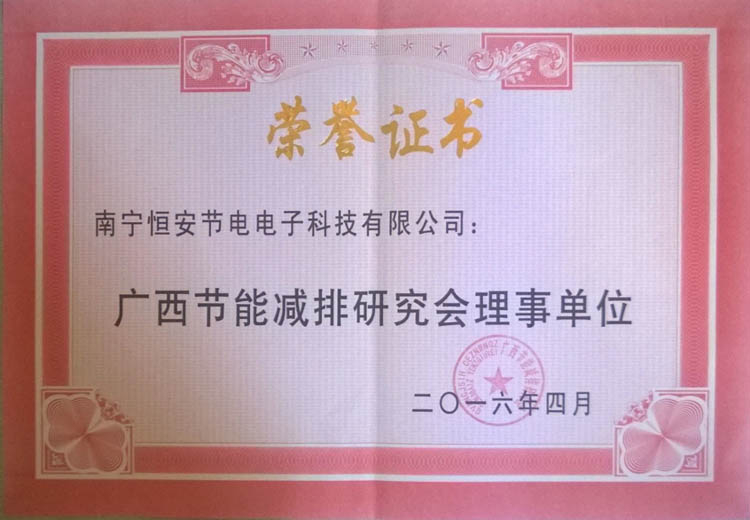 荣誉证书
南宁恒安节电电子科技有限公司：
广西节能减排研究会理事单位
二〇一六年四月